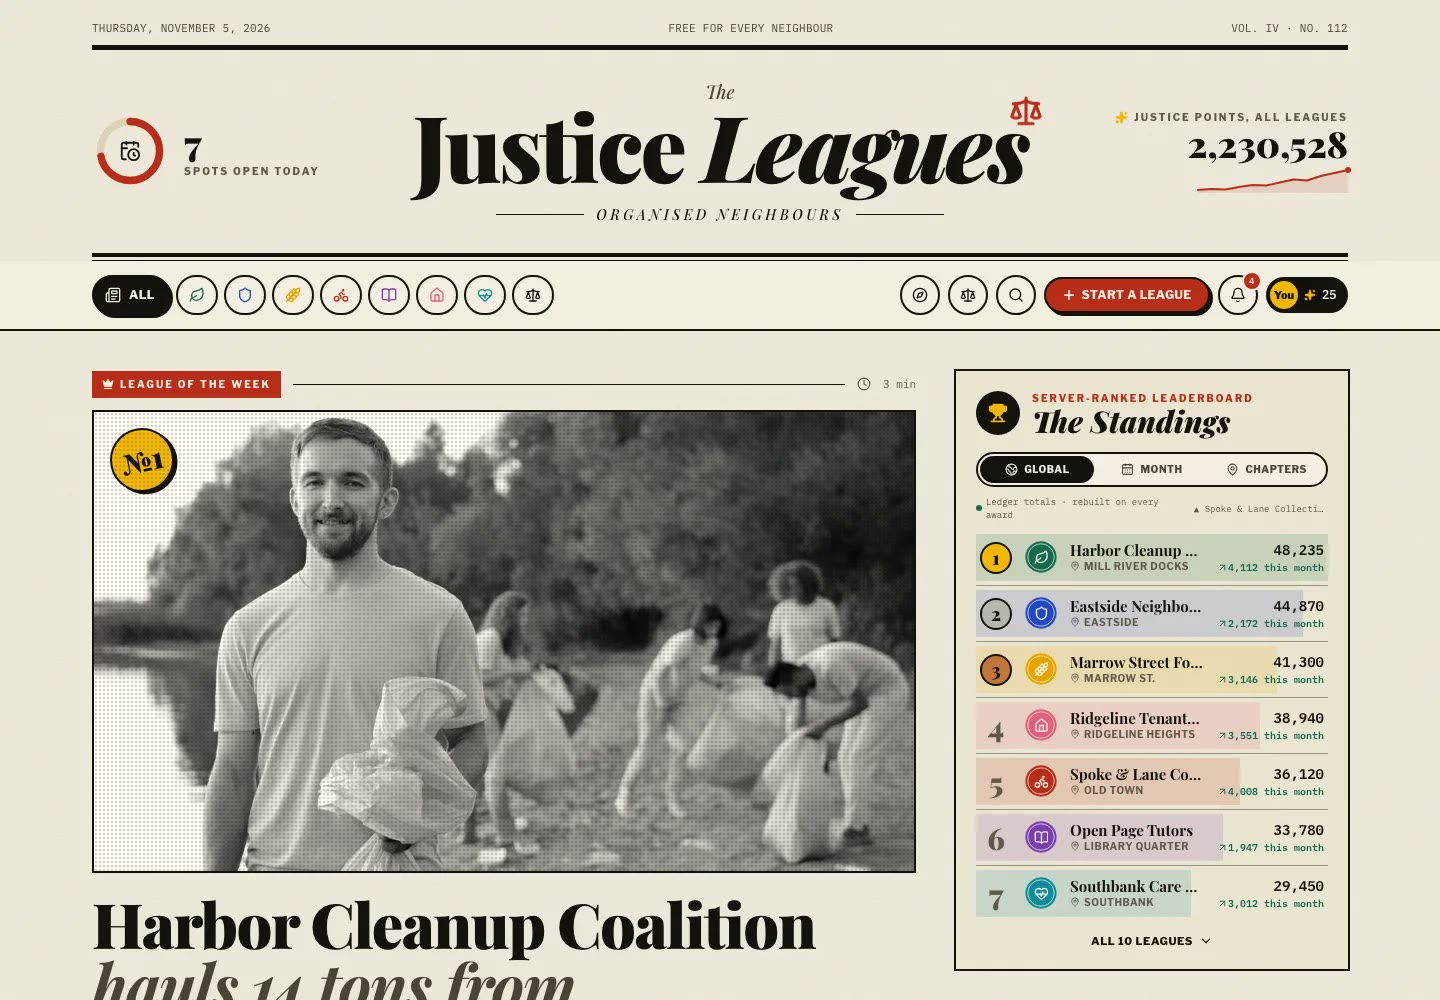 THURSDAY, NOVEMBER 5, 2026
FREE FOR EVERY NEIGHBOUR
VOL. IV · NO. 112
7
SPOTS OPEN TODAY
The
Justice Leagues
ORGANISED NEIGHBOURS
JUSTICE POINTS, ALL LEAGUES
2,230,528
ALL
+ START A LEAGUE
4
You 25
LEAGUE OF THE WEEK
3 min
№1
Harbor Cleanup Coalition
hauls 14 tons from
SERVER-RANKED LEADERBOARD
The Standings
GLOBAL
MONTH
CHAPTERS
Ledger totals · rebuilt on every
award
▲ Spoke & Lane Collecti…
1
Harbor Cleanup …
48,235
MILL RIVER DOCKS
4,112 this month
2
Eastside Neighbo…
44,870
EASTSIDE
2,172 this month
3
Marrow Street Fo…
41,300
MARROW ST.
3,146 this month
4
Ridgeline Tenant…
38,940
RIDGELINE HEIGHTS
3,551 this month
5
Spoke & Lane Co…
36,120
OLD TOWN
4,008 this month
6
Open Page Tutors
33,780
LIBRARY QUARTER
1,947 this month
7
Southbank Care …
29,450
SOUTHBANK
3,012 this month
ALL 10 LEAGUES